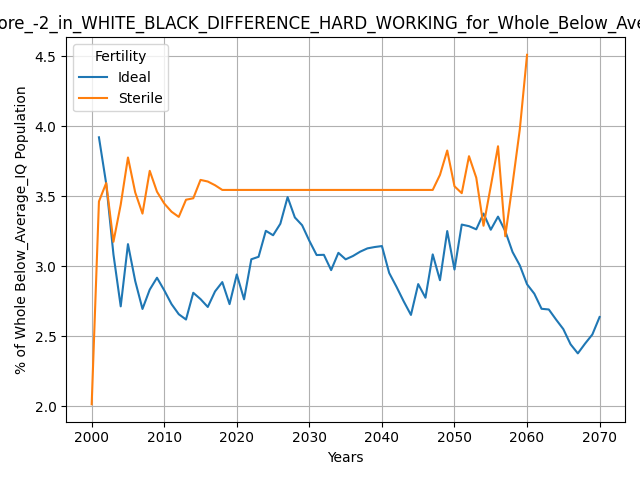 ore_-2_in_WHITE_BLACK_DIFFERENCE_HARD_WORKING_for_Whole_Below_Ave
Fertility
Ideal
Sterile
4.5
4.0
3.5
3.0
2.5
2.0
% of Whole Below_Average_IQ Population
2000 2010 2020 2030 2040 2050 2060 2070
Years